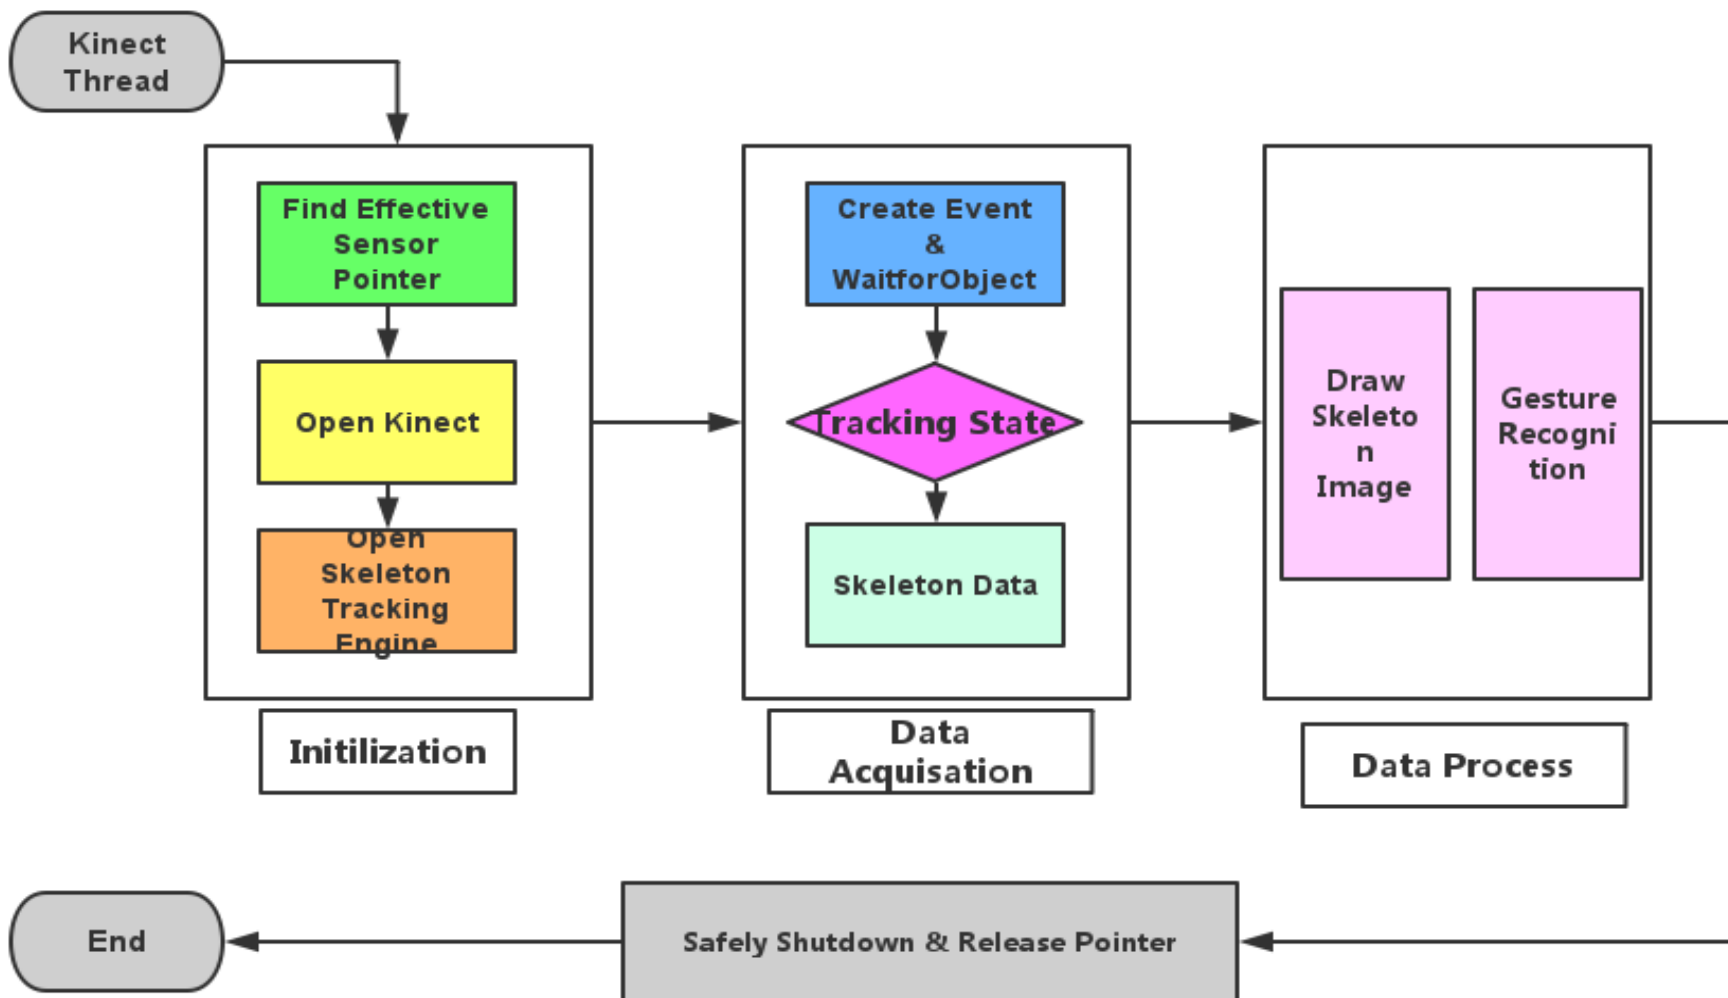 Kinect
Thread
Find Effective
Sensor
Pointer
Open Kinect
Open
Skeleton
Tracking
Engine
Initilization
Create Event
&
WaitforObject
Tracking State
Skeleton Data
Data
Acquisation
Draw
Skeleto
n
Image
Gesture
Recogni
tion
Data Process
Safely Shutdown & Release Pointer
End